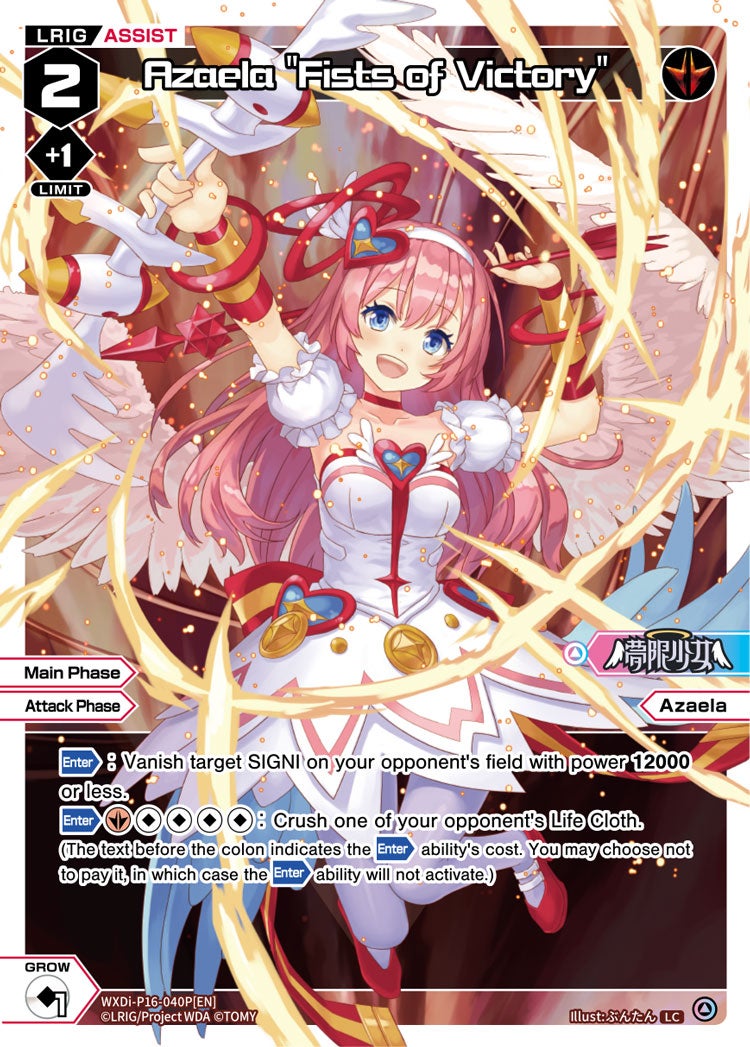 LRIG ASSIST
2
Azaela "Fists of Victory"
+1
LIMIT
夢限少女
Main Phase
Attack Phase
Azaela
Enter : Vanish target SIGNI on your opponent's field with power 12000
or less.
Enter : Crush one of your opponent's Life Cloth.
(The text before the colon indicates the Enter ability's cost. You may choose not
to pay it, in which case the Enter ability will not activate.)
GROW
1
WXDi-P16-040P[EN]
©LRIG/Project WDA ©TOMY
Illust:ぶんたん LC